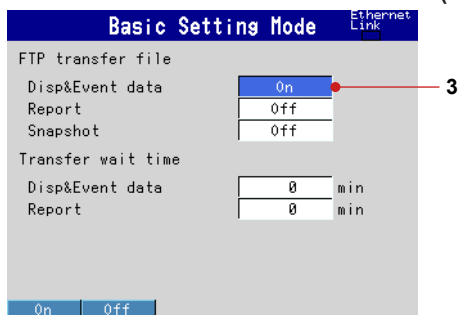 (
Basic Setting Mode
Ethernet
Link
FTP transfer file
Disp&Event data On 3
Report Off
Snapshot Off
Transfer wait time
Disp&Event data 0 min
Report 0 min
On Off